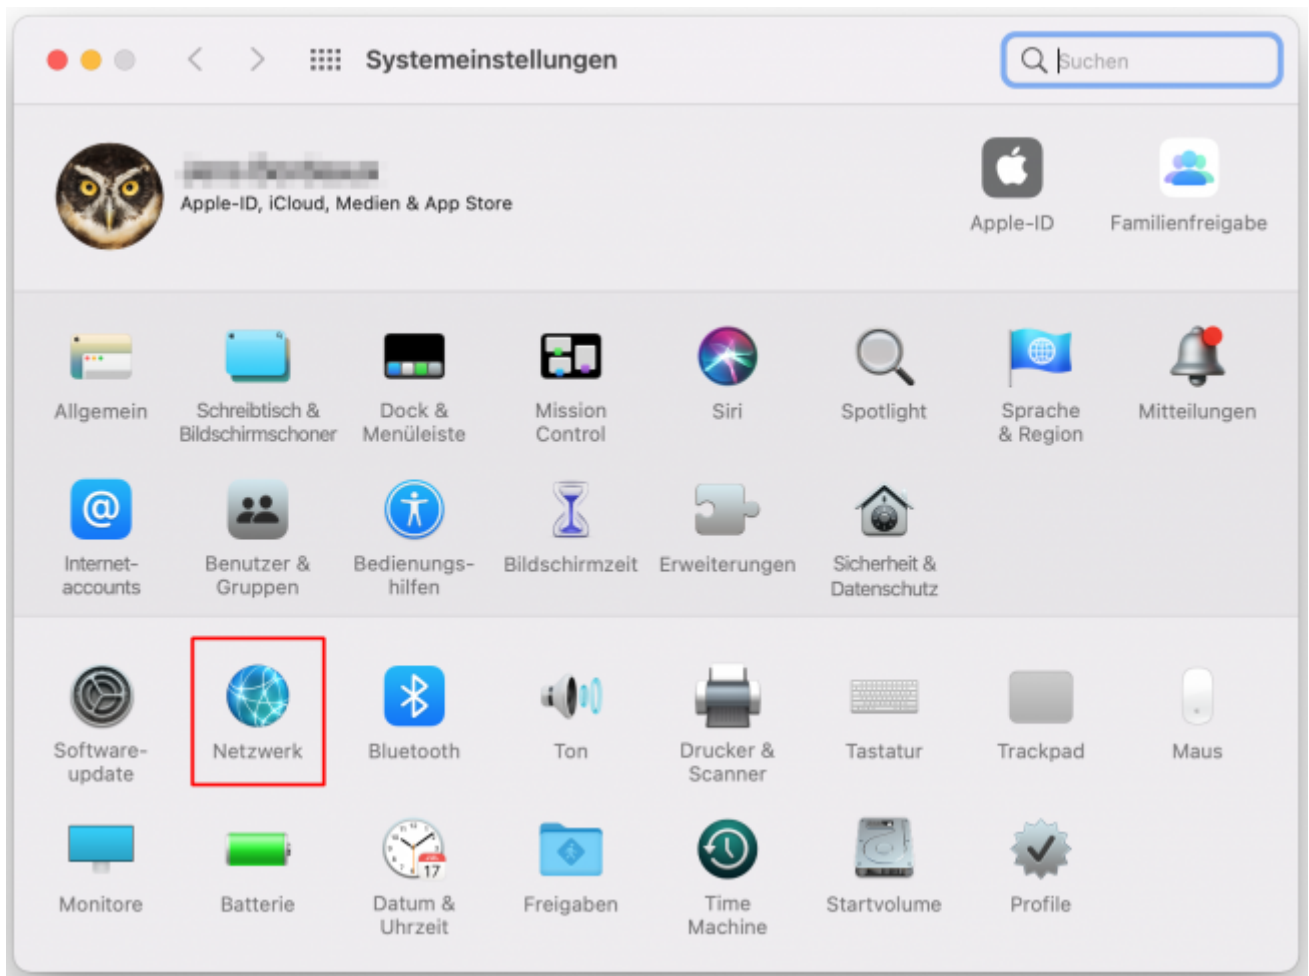 Systemeinstellungen
Suchen
Apple-ID, iCloud, Medien & App Store
Apple-ID
Familienfreigabe
Allgemein
Schreibtisch &
Bildschirmschoner
Dock &
Menüleiste
Mission
Control
Siri
Spotlight
Sprache
& Region
Mitteilungen
Internet-
accounts
Benutzer &
Gruppen
Bedienungs-
hilfen
Bildschirmzeit
Erweiterungen
Sicherheit &
Datenschutz
Software-
update
Netzwerk
Bluetooth
Ton
Drucker &
Scanner
Tastatur
Trackpad
Maus
Monitore
Batterie
17
Datum &
Uhrzeit
Freigaben
Time
Machine
Startvolume
Profile